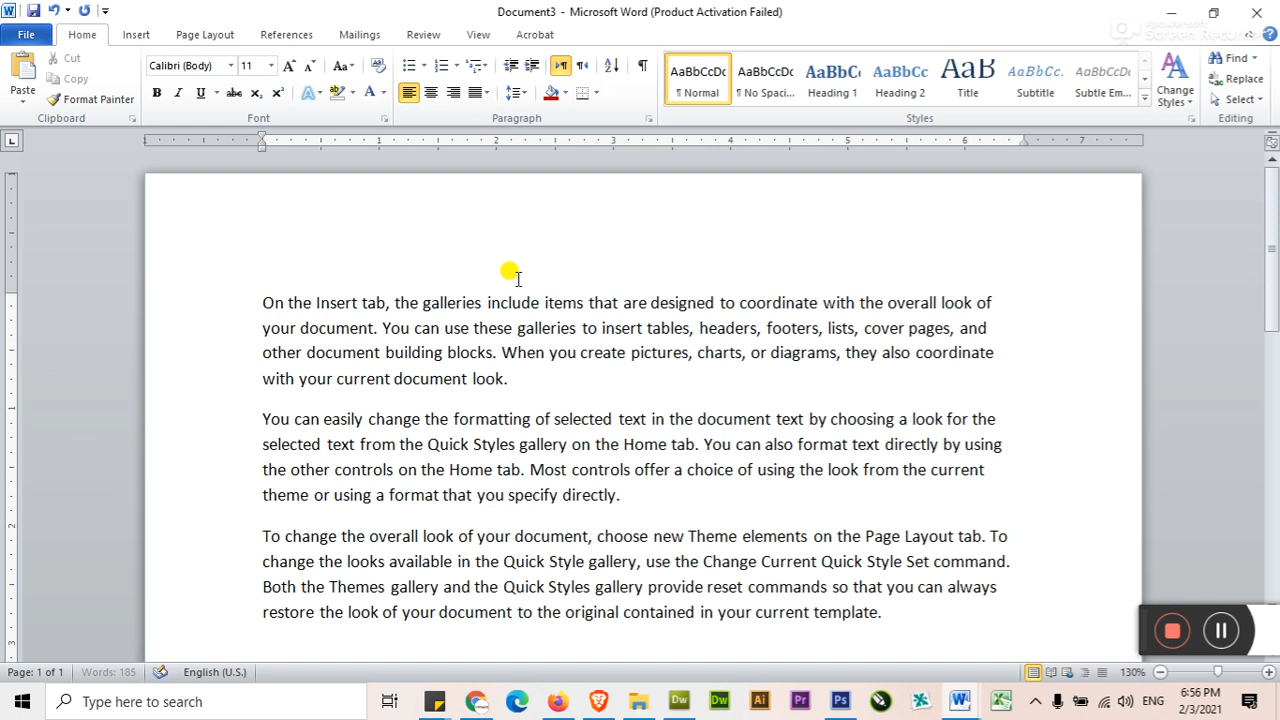 Document3 - Microsoft Word (Product Activation Failed)
File Home Insert Page Layout References Mailings Review View Acrobat
Cut
Copy
Format Painter
Paste
Clipboard
Calibri (Body) 11
Font
Paragraph
AaBbCcDc AaBbCcDc AaBbCc AaBbCc AaB AaBbCc. AaBbCcDc
¶ Normal ¶ No Spaci... Heading 1 Heading 2 Title Subtitle Subtle Em...
Change Styles
Styles
Find
Replace
Select
Editing
1 1 2 3 4 5 6 7
On the Insert tab, the galleries include items that are designed to coordinate with the overall look of
your document. You can use these galleries to insert tables, headers, footers, lists, cover pages, and
other document building blocks. When you create pictures, charts, or diagrams, they also coordinate
with your current document look.
You can easily change the formatting of selected text in the document text by choosing a look for the
selected text from the Quick Styles gallery on the Home tab. You can also format text directly by using
the other controls on the Home tab. Most controls offer a choice of using the look from the current
theme or using a format that you specify directly.
To change the overall look of your document, choose new Theme elements on the Page Layout tab. To
change the looks available in the Quick Style gallery, use the Change Current Quick Style Set command.
Both the Themes gallery and the Quick Styles gallery provide reset commands so that you can always
restore the look of your document to the original contained in your current template.
Page: 1 of 1 Words: 185 English (U.S.) 130%
Type here to search
ENG
6:56 PM
2/3/2021